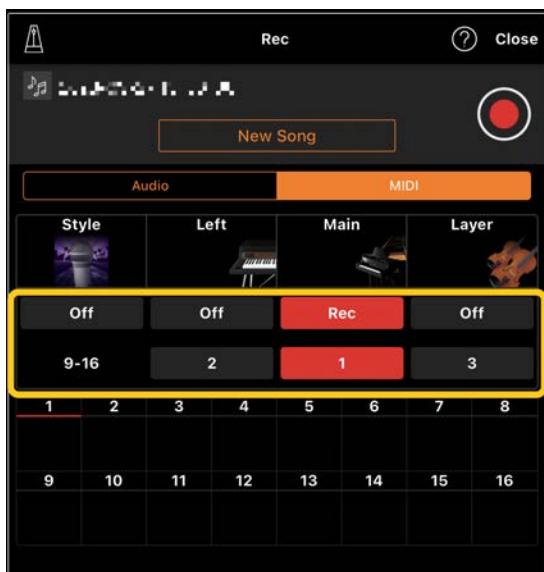 Rec
? Close
New Song
Audio MIDI
Style Left Main Layer
Off Off Rec Off
9-16 2 1 3
1 2 3 4 5 6 7 8
9 10 11 12 13 14 15 16